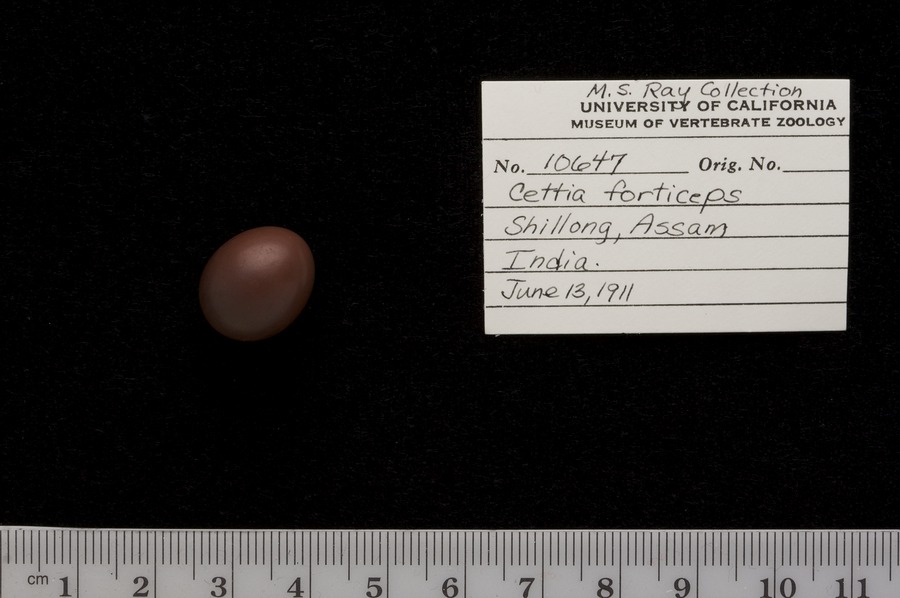 M.S. Ray Collection
UNIVERSITY OF CALIFORNIA
MUSEUM OF VERTEBRATE ZOOLOGY
No. 10647 Orig. No.
Cettia forticeps
Shillong, Assam
India.
June 13, 1911
cm 1 2 3 4 5 6 7 8 9 10 11